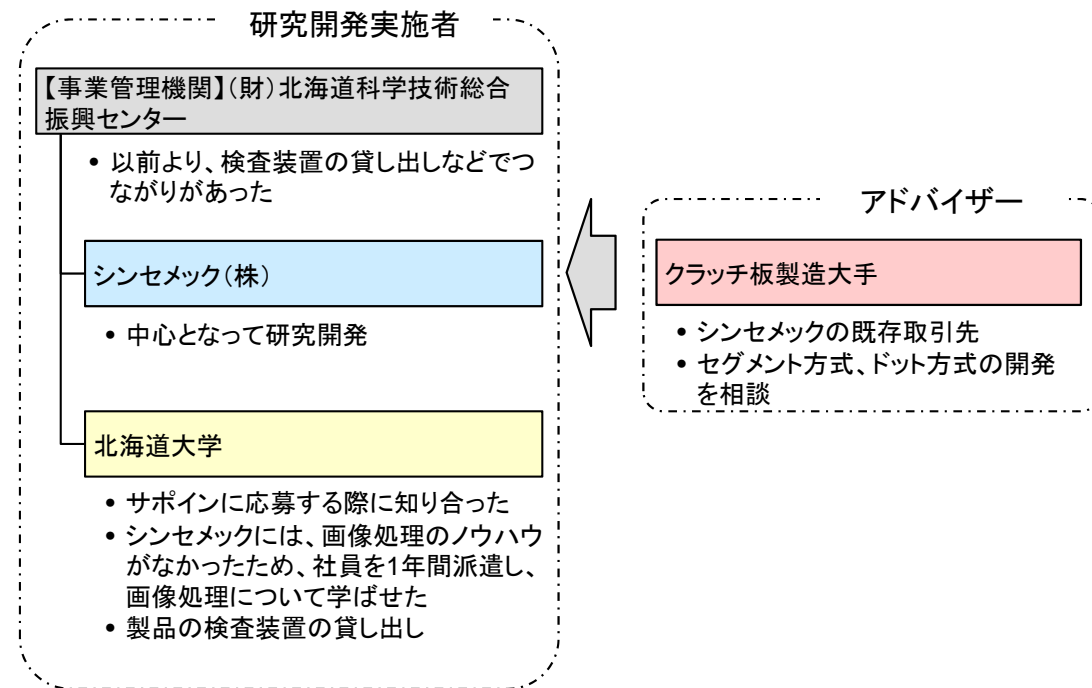 研究開発実施者
【事業管理機関】（財）北海道科学技術総合
振興センター
• 以前より、検査装置の貸し出しなどでつ
ながりがあった
シンセメック（株）
• 中心となって研究開発
北海道大学
• サポインに応募する際に知り合った
• シンセメックには、画像処理のノウハウ
がなかったため、社員を1年間派遣し、
画像処理について学ばせた
• 製品の検査装置の貸し出し
アドバイザー
クラッチ板製造大手
• シンセメックの既存取引先
• セグメント方式、ドット方式の開発
を相談